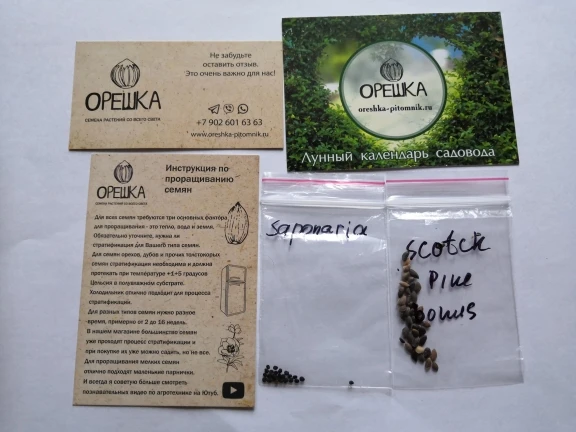 Не забудьте
оставить отзыв.
Это очень важно для нас!
ОРЕШКА
СЕМЕНА РАСТЕНИЙ СО ВСЕГО СВЕТА
+7 902 601 63 63
www.oreshka-pitomnik.ru
ОРЕШКА
oreshka-pitomnik.ru
Лунный календарь садовода
ОРЕШКА
СЕМЕНА РАСТЕНИЙ СО ВСЕГО СВЕТА
Инструкция по
проращиванию
семян
Для всех семян требуются три основных фактора
для проращивания - это тепло, вода и земля.
Обязательно уточните, нужна ли
стратификация для Вашего типа семян.
Для семян орехов, дубов и прочих толстокорых
семян стратификация необходима и должна
протекать при температуре +1+5 градусов
Цельсия в полувлажном субстрате.
Холодильник отлично подойдет для процесса
стратификации.
Для разных типов семян нужно разное
время, примерно от 2 до 16 недель.
В нашем магазине большинство семян
уже проходят процесс стратификации и
при покупке их уже можно садить, но не все.
Для проращивания мелких семян
отлично подойдут маленькие парнички.
И всегда я советую больше смотреть
познавательных видео по агротехнике на Ютуб.
saponaria
scotch
Pine
bonus